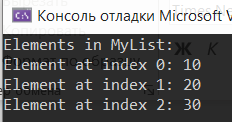 Консоль отладки Microsoft V
Elements in MyList:
Element at index 0: 10
Element at index 1: 20
Element at index 2: 30